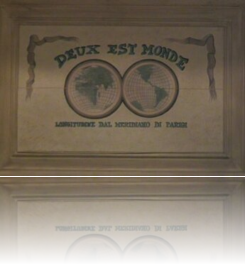 DEUX EST MONDE
LONGITUDINE DAL MERIDIANO DI PARIGI